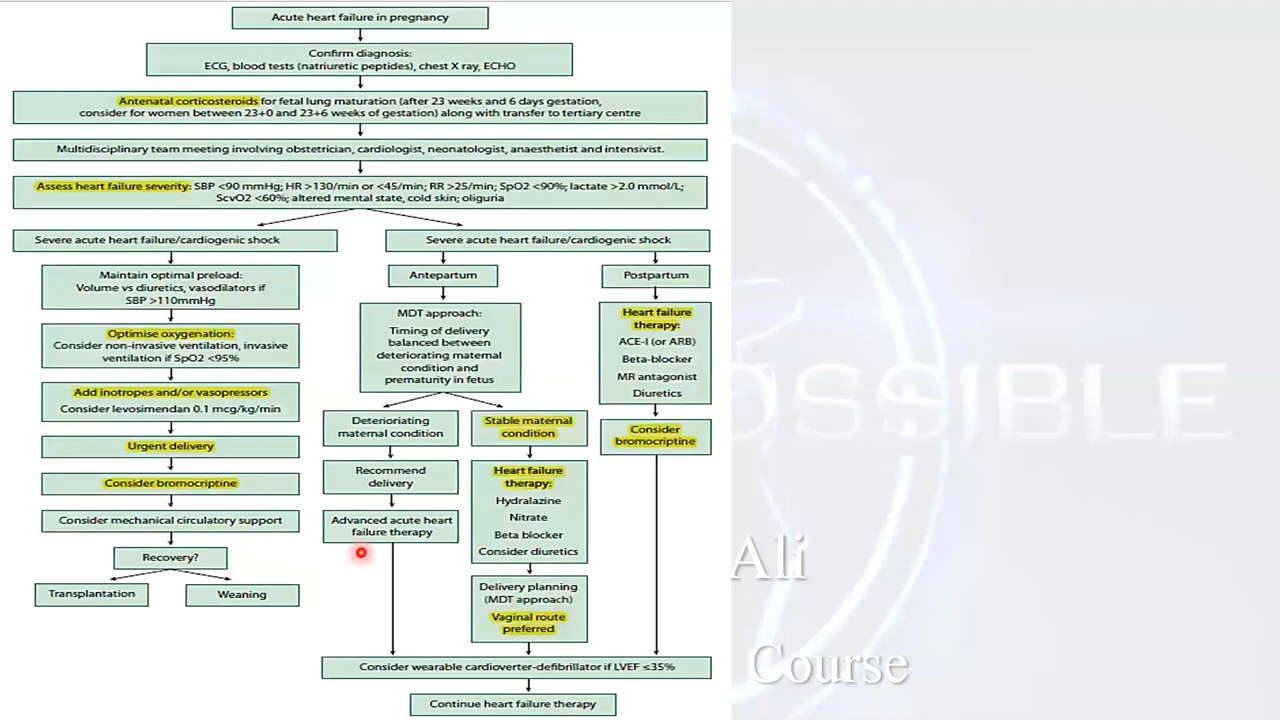 Acute heart failure in pregnancy
Confirm diagnosis:
ECG, blood tests (natriuretic peptides), chest X ray, ECHO
Antenatal corticosteroids for fetal lung maturation (after 23 weeks and 6 days gestation,
consider for women between 23+0 and 23+6 weeks of gestation) along with transfer to tertiary centre
Multidisciplinary team meeting involving obstetrician, cardiologist, neonatologist, anaesthetist and intensivist.
Assess heart failure severity: SBP <90 mmHg; HR >130/min or <45/min; RR >25/min; SpO2 <90%; lactate >2.0 mmol/L;
ScvO2 <60%; altered mental state, cold skin; oliguria
Severe acute heart failure/cardiogenic shock
Maintain optimal preload:
Volume vs diuretics, vasodilators if
SBP >110mmHg
Optimise oxygenation:
Consider non-invasive ventilation, invasive
ventilation if SpO2 <95%
Add inotropes and/or vasopressors
Consider levosimendan 0.1 mcg/kg/min
Urgent delivery
Consider bromocriptine
Consider mechanical circulatory support
Recovery?
Transplantation
Weaning
Severe acute heart failure/cardiogenic shock
Antepartum
MDT approach:
Timing of delivery
balanced between
deteriorating maternal
condition and
prematurity in fetus
Deteriorating
maternal condition
Recommend
delivery
Advanced acute heart
failure therapy
Stable maternal
condition
Heart failure
therapy:
Hydralazine
Nitrate
Beta blocker
Consider diuretics
Delivery planning
(MDT approach)
Vaginal route
preferred
Postpartum
Heart failure
therapy:
ACE-I (or ARB)
Beta-blocker
MR antagonist
Diuretics
Consider
bromocriptine
Consider wearable cardioverter-defibrillator if LVEF ≤35%
Continue heart failure therapy
OSSIBLE
Ali
Course